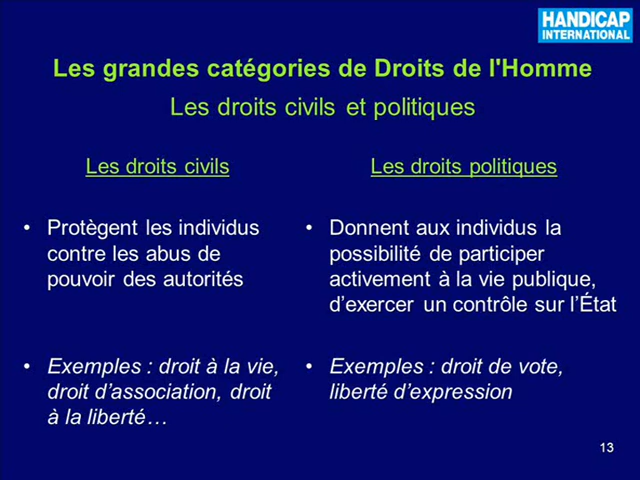 HANDICAP
INTERNATIONAL
Les grandes catégories de Droits de l'Homme
Les droits civils et politiques
Les droits civils
• Protègent les individus
contre les abus de
pouvoir des autorités
• Exemples : droit à la vie,
droit d’association, droit
à la liberté…
Les droits politiques
• Donnent aux individus la
possibilité de participer
activement à la vie publique,
d’exercer un contrôle sur l’État
• Exemples : droit de vote,
liberté d’expression
13